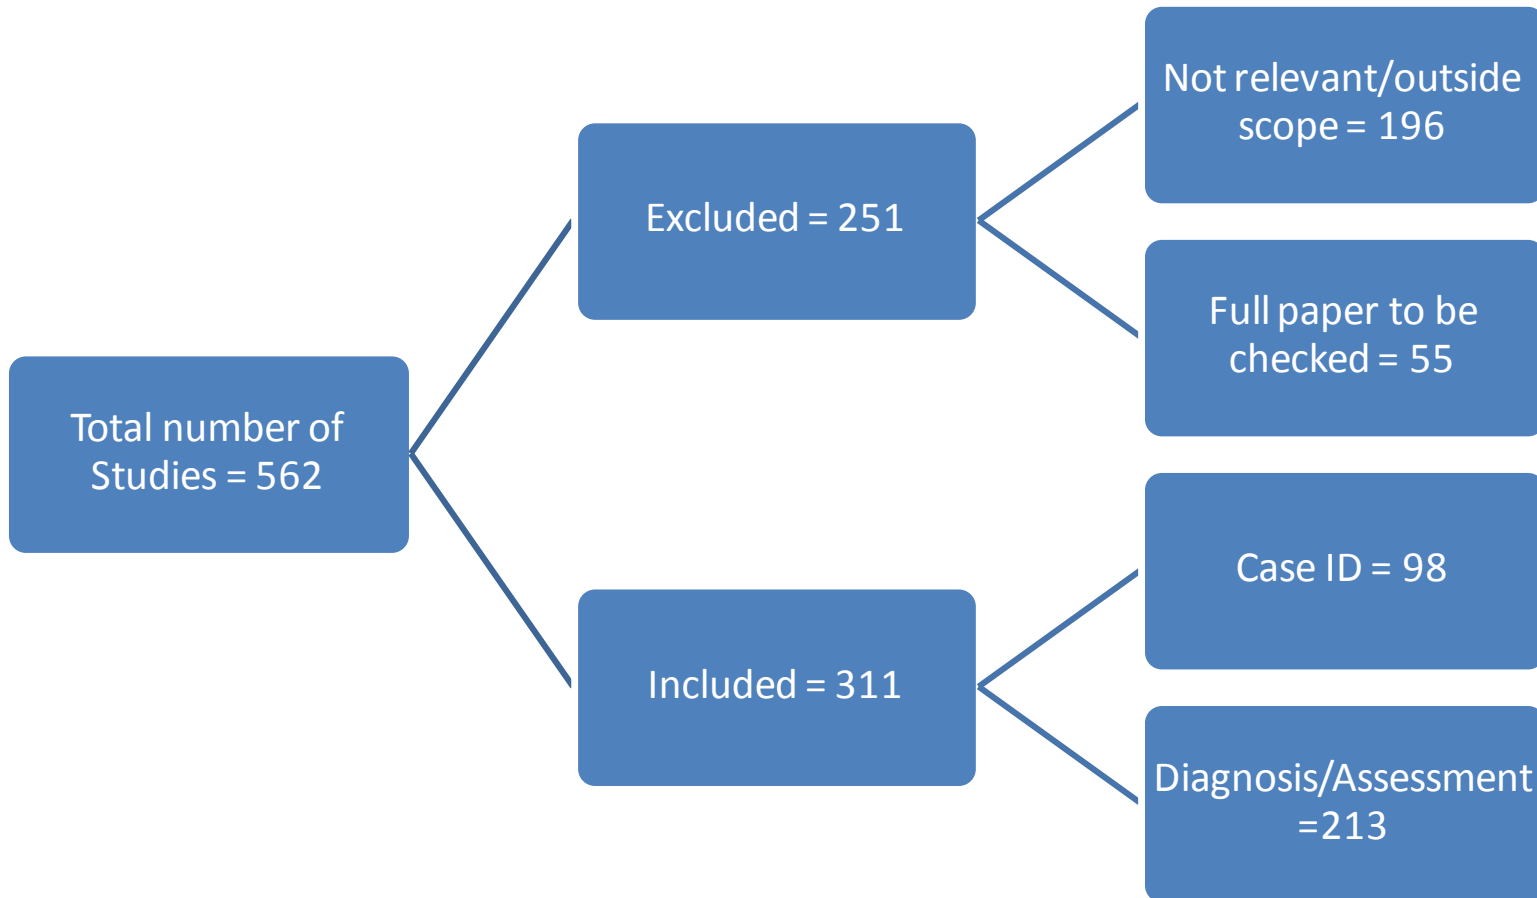 Total number of
Studies = 562
Excluded = 251
Included = 311
Not relevant/outside
scope = 196
Full paper to be
checked = 55
Case ID = 98
Diagnosis/Assessment
=213